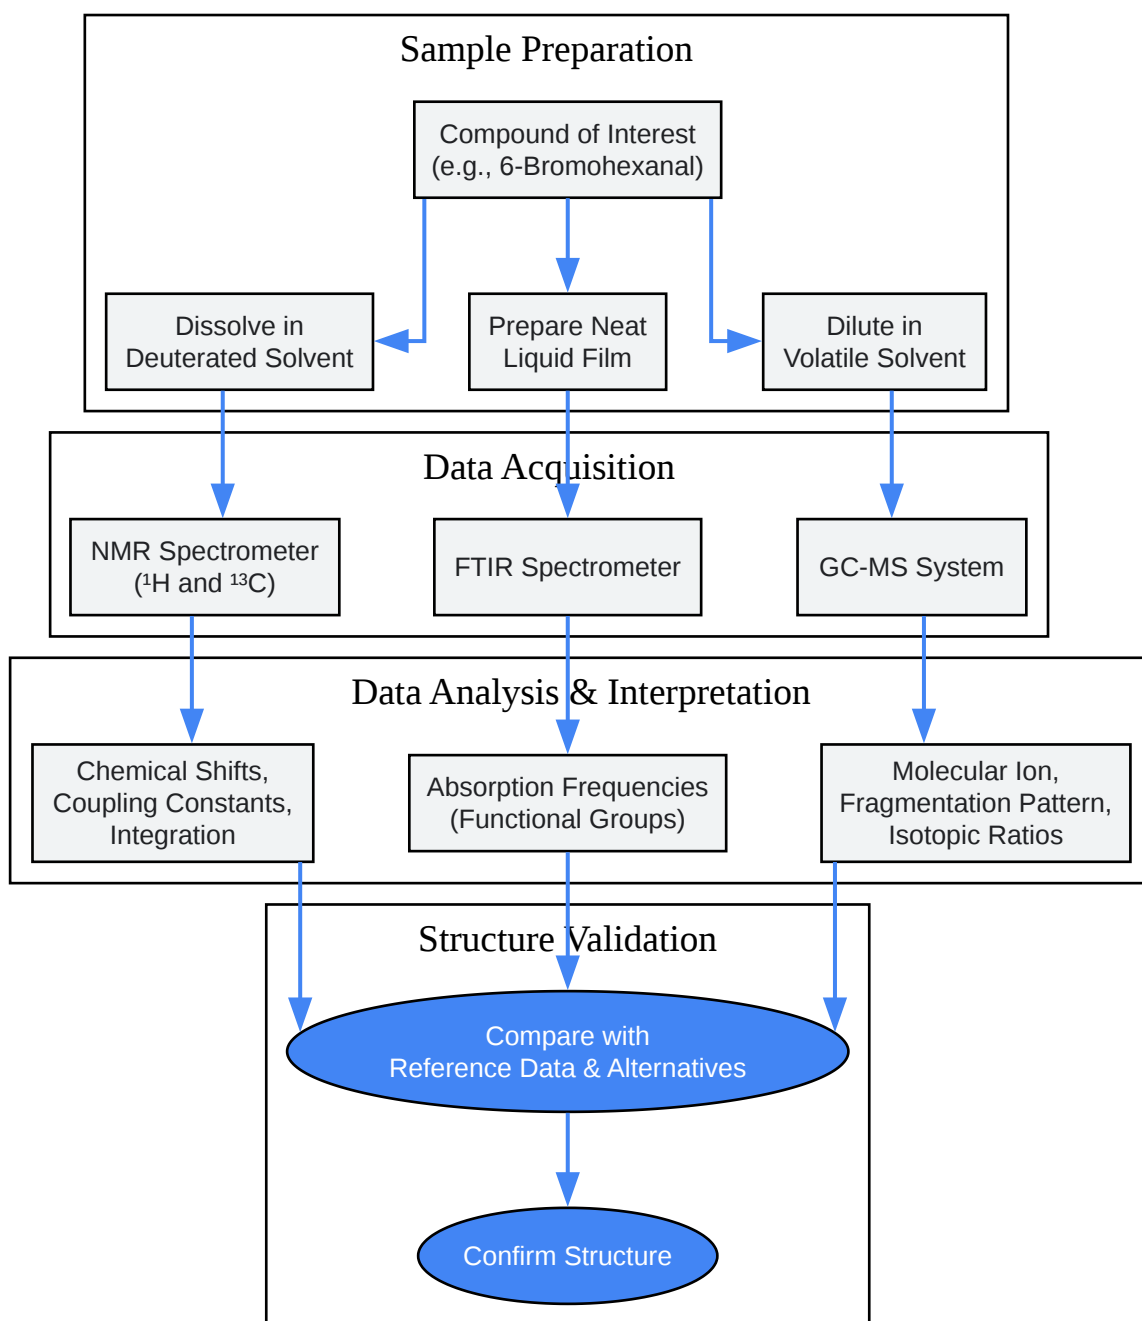 Sample Preparation
Compound of Interest
(e.g., 6-Bromohexanal)
Dissolve in
Deuterated Solvent
Prepare Neat
Liquid Film
Dilute in
Volatile Solvent
Data Acquisition
NMR Spectrometer
(¹H and ¹³C)
FTIR Spectrometer
GC-MS System
Data Analysis & Interpretation
Chemical Shifts,
Coupling Constants,
Integration
Absorption Frequencies
(Functional Groups)
Molecular Ion,
Fragmentation Pattern,
Isotopic Ratios
Structure Validation
Compare with
Reference Data & Alternatives
Confirm Structure